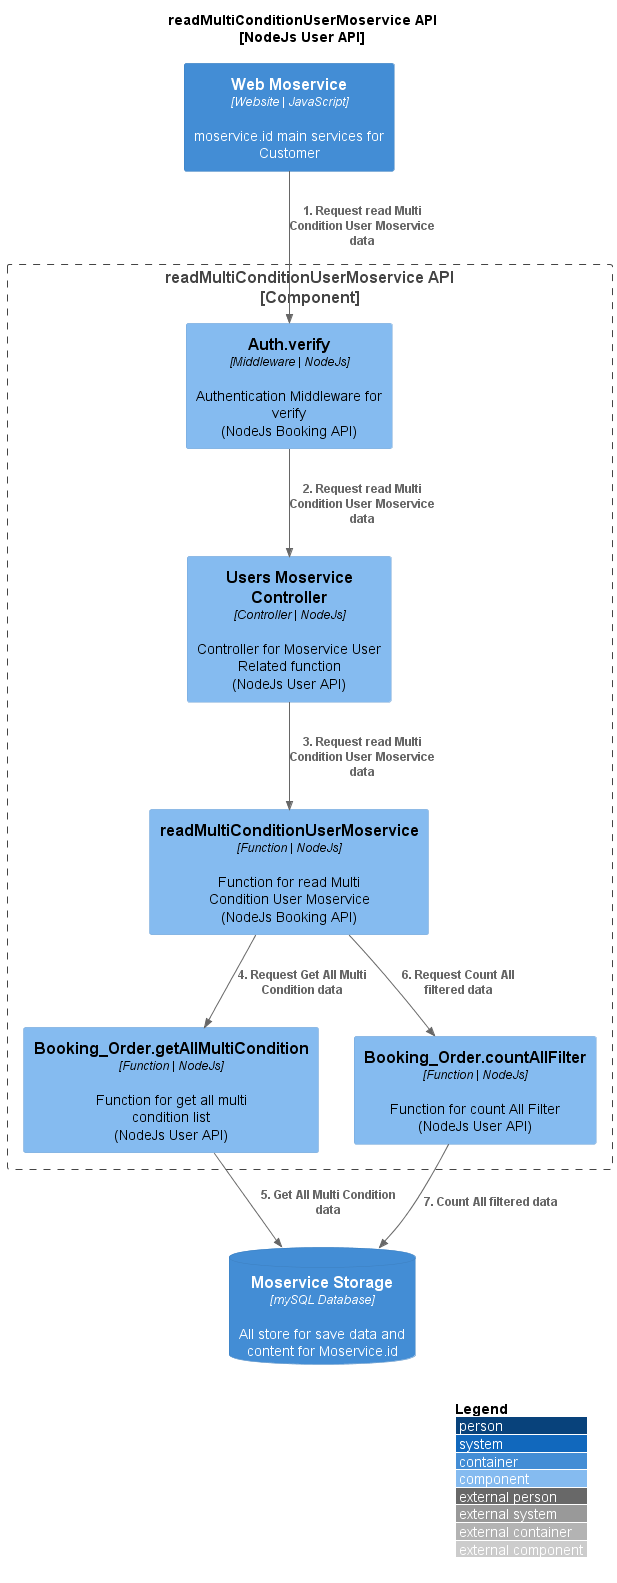 readMultiConditionUserMoservice API
[NodeJs User API]
Web Moservice
[Website | JavaScript]
moservice.id main services for
Customer
1. Request read Multi
Condition User Moservice
data
readMultiConditionUserMoservice API
[Component]
Auth.verify
[Middleware | NodeJs]
Authentication Middleware for
verify
(NodeJs Booking API)
2. Request read Multi
Condition User Moservice
data
Users Moservice
Controller
[Controller | NodeJs]
Controller for Moservice User
Related function
(NodeJs User API)
3. Request read Multi
Condition User Moservice
data
readMultiConditionUserMoservice
[Function | NodeJs]
Function for read Multi
Condition User Moservice
(NodeJs Booking API)
4. Request Get All Multi
Condition data
6. Request Count All
filtered data
Booking_Order.getAllMultiCondition
[Function | NodeJs]
Function for get all multi
condition list
(NodeJs User API)
Booking_Order.countAllFilter
[Function | NodeJs]
Function for count All Filter
(NodeJs User API)
5. Get All Multi Condition
data
7. Count All filtered data
Moservice Storage
[mySQL Database]
All store for save data and
content for Moservice.id
Legend
person
system
container
component
external person
external system
external container
external component